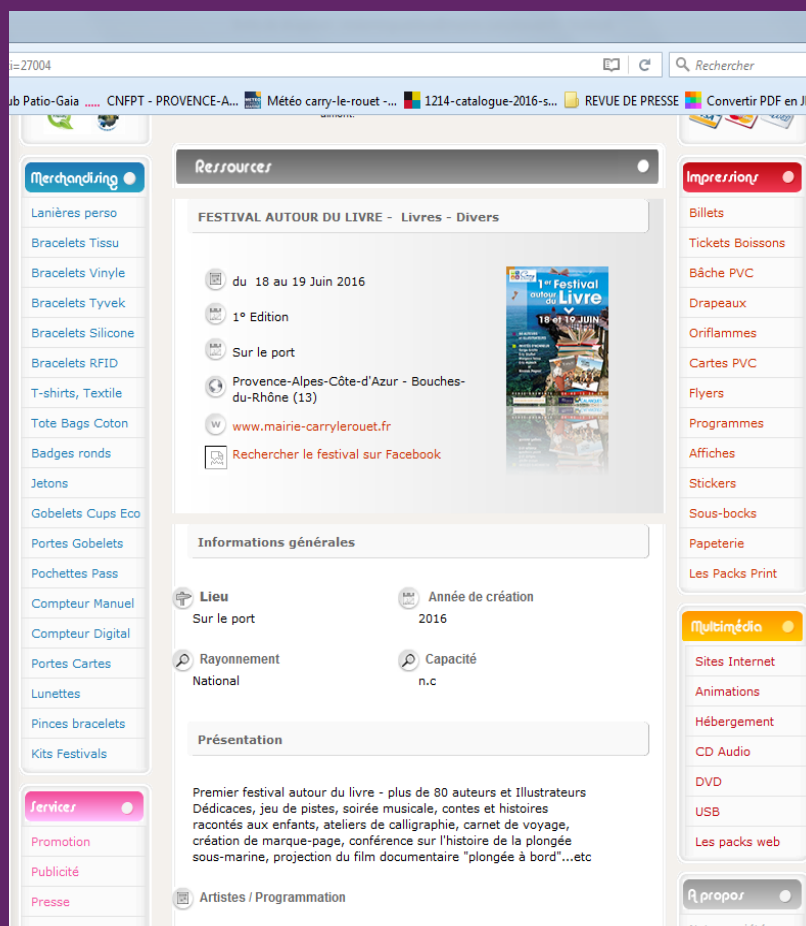 i=27004
Rechercher
ub Patio-Gaia
CNFPT - PROVENCE-A...
Météo carry-le-rouet -...
1214-catalogue-2016-s...
REVUE DE PRESSE
Convertir PDF en J
Merchandising
Lanières perso
Bracelets Tissu
Bracelets Vinyle
Bracelets Tyvek
Bracelets Silicone
Bracelets RFID
T-shirts, Textile
Tote Bags Coton
Badges ronds
Jetons
Gobelets Cups Eco
Portes Gobelets
Pochettes Pass
Compteur Manuel
Compteur Digital
Portes Cartes
Lunettes
Pinces bracelets
Kits Festivals
Services
Promotion
Publicité
Presse
Ressources
FESTIVAL AUTOUR DU LIVRE - Livres - Divers
du 18 au 19 Juin 2016
1° Edition
Sur le port
Provence-Alpes-Côte-d'Azur - Bouches-
du-Rhône (13)
www.mairie-carrylerouet.fr
Rechercher le festival sur Facebook
1er Festival
autour
du Livre
18 et 19 JUIN
Informations générales
Lieu
Sur le port
Année de création
2016
Rayonnement
National
Capacité
n.c
Présentation
Premier festival autour du livre - plus de 80 auteurs et Illustrateurs
Dédicaces, jeu de pistes, soirée musicale, contes et histoires
racontés aux enfants, ateliers de calligraphie, carnet de voyage,
création de marque-page, conférence sur l'histoire de la plongée
sous-marine, projection du film documentaire "plongée à bord"...etc
Artistes / Programmation
Impressions
Billets
Tickets Boissons
Bâche PVC
Drapeaux
Oriflammes
Cartes PVC
Flyers
Programmes
Affiches
Stickers
Sous-bocks
Papeterie
Les Packs Print
Multimédia
Sites Internet
Animations
Hébergement
CD Audio
DVD
USB
Les packs web
A propos